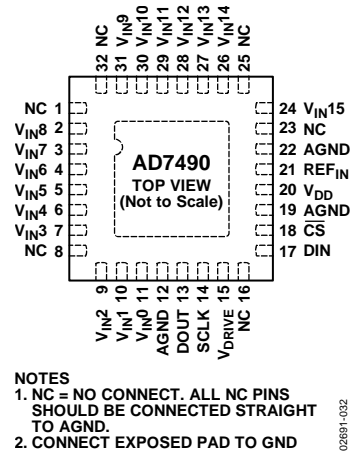 32 NC
31 VIN9
30 VIN10
29 VIN11
28 VIN12
27 VIN13
26 VIN14
25 NC
NC 1
VIN8 2
VIN7 3
VIN6 4
VIN5 5
VIN4 6
VIN3 7
NC 8
AD7490
TOP VIEW
(Not to Scale)
24 VIN15
23 NC
22 AGND
21 REFIN
20 VDD
19 AGND
18 CS
17 DIN
VIN2 9
VIN1 10
VIN0 11
AGND 12
DOUT 13
SCLK 14
VDRIVE 15
NC 16
NOTES
1. NC = NO CONNECT. ALL NC PINS
SHOULD BE CONNECTED STRAIGHT
TO AGND.
2. CONNECT EXPOSED PAD TO GND
02691-032